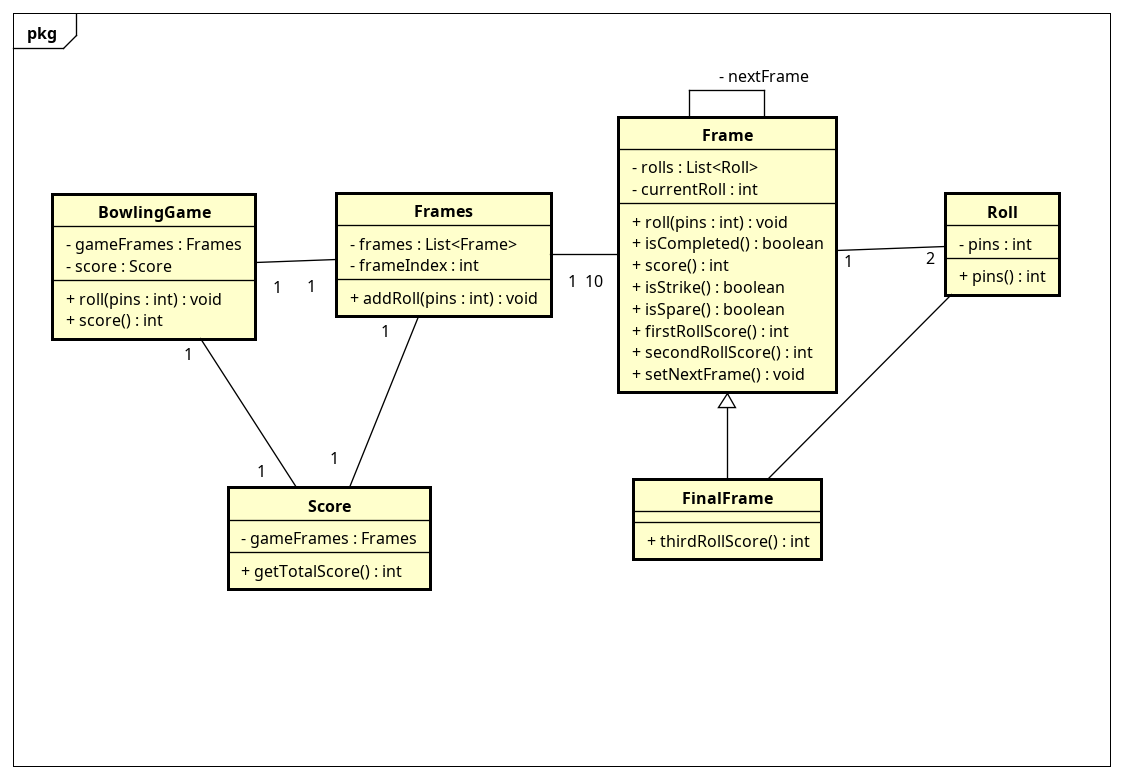 pkg
- nextFrame
Frame
- rolls : List<Roll>
- currentRoll : int
+ roll(pins : int) : void
+ isCompleted() : boolean
+ score() : int
+ isStrike() : boolean
+ isSpare() : boolean
+ firstRollScore() : int
+ secondRollScore() : int
+ setNextFrame() : void
BowlingGame
- gameFrames : Frames
- score : Score
+ roll(pins : int) : void
+ score() : int
Frames
- frames : List<Frame>
- frameIndex : int
+ addRoll(pins : int) : void
Roll
- pins : int
+ pins() : int
1
1
1
10
1
2
1
1
1
1
Score
- gameFrames : Frames
+ getTotalScore() : int
FinalFrame
+ thirdRollScore() : int